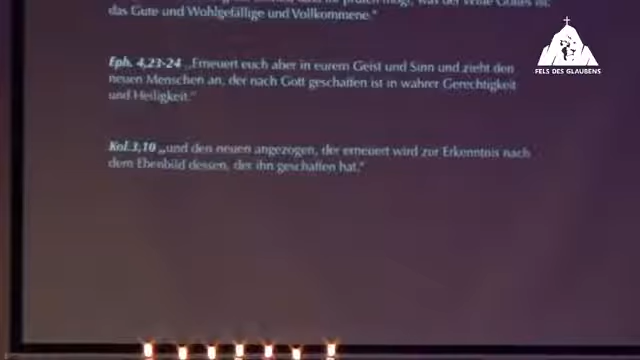 das Gute und Wohlgefällige und Vollkommene."
Eph. 4,23-24 „Erneuert euch aber in eurem Geist und Sinn und zieht den
neuen Menschen an, der nach Gott geschaffen ist in wahrer Gerechtigkeit
und Heiligkeit."
Kol.3,10 „und den neuen angezogen, der erneuert wird zur Erkenntnis nach
dem Ebenbild dessen, der ihn geschaffen hat."
FELS DES GLAUBENS